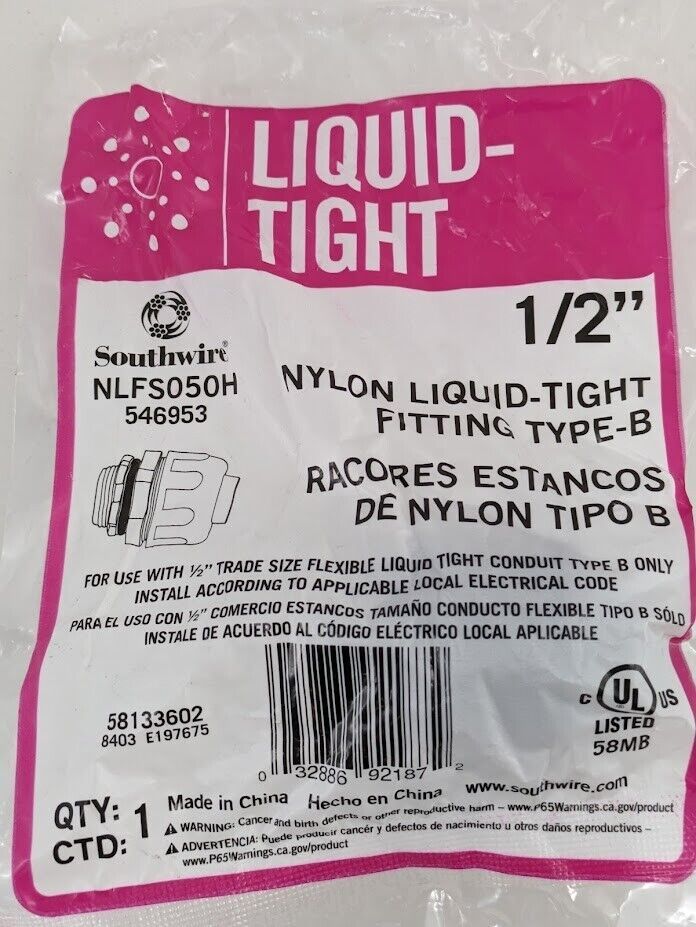 LIQUID-
TIGHT
1/2”
Southwire®
NLFS050H
546953
NYLON LIQUID-TIGHT
FITTING TYPE-B
RACORES ESTANCOS
DE NYLON TIPO B
FOR USE WITH ½” TRADE SIZE FLEXIBLE LIQUID TIGHT CONDUIT TYPE B ONLY
INSTALL ACCORDING TO APPLICABLE LOCAL ELECTRICAL CODE
PARA EL USO CON ½” COMERCIO ESTANCOS TAMAÑO CONDUCTO FLEXIBLE TIPO B SÓLO
INSTALE DE ACUERDO AL CÓDIGO ELÉCTRICO LOCAL APLICABLE
58133602
8403 E197675
0 32886 92187 2
C UL US
LISTED
58MB
QTY: 1
CTD:
Made in China Hecho en China www.southwire.com
WARNING: Cancer and birth defects or other reproductive harm – www.P65Warnings.ca.gov/product
ADVERTENCIA: Puede producir cancér y defectos de nacimiento u otros daños reproductivos –
www.P65Warnings.ca.gov/product